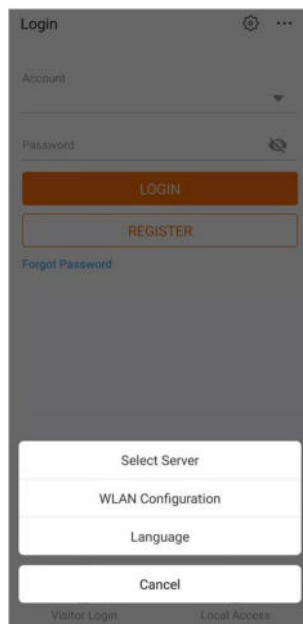 Login
Account
Password
LOGIN
REGISTER
Forgot Password
Select Server
WLAN Configuration
Language
Cancel
Visitor Login Local Access